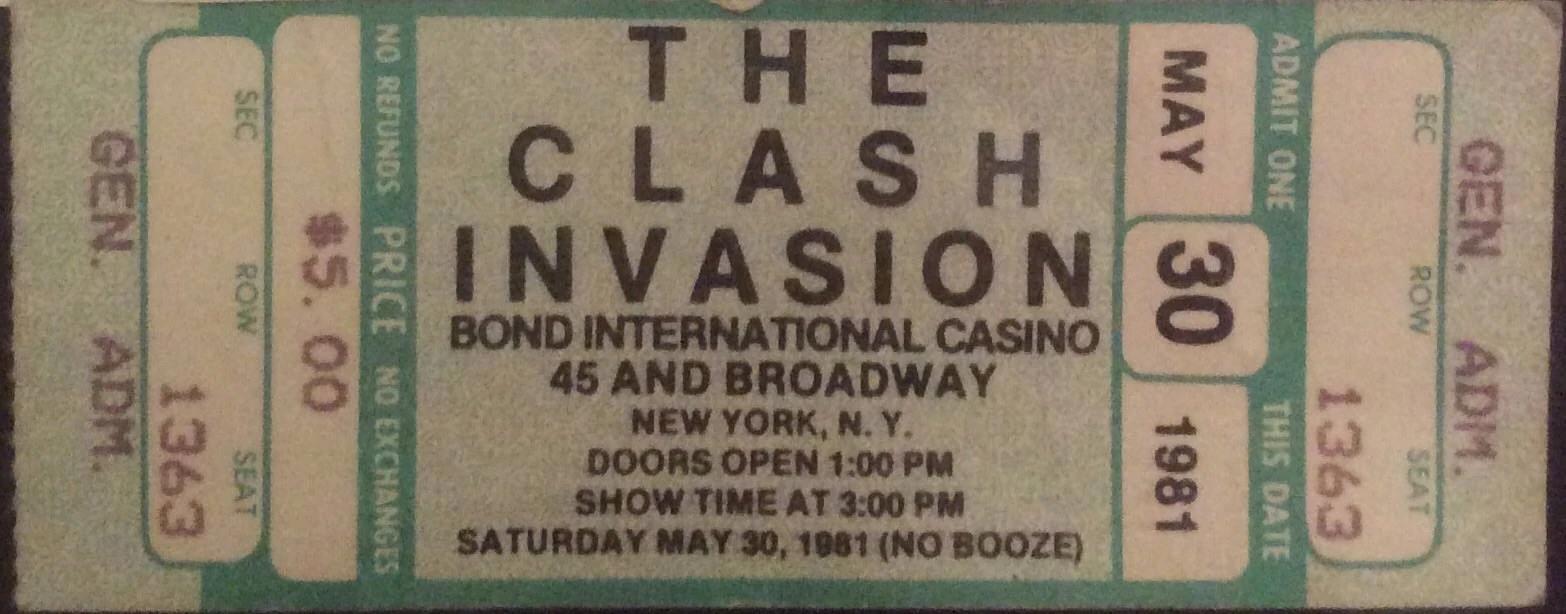 GEN. ADM.
SEC ROW SEAT
1363
$5.00
NO REFUNDS PRICE NO EXCHANGES
THE
CLASH
INVASION
BOND INTERNATIONAL CASINO
45 AND BROADWAY
NEW YORK, N. Y.
DOORS OPEN 1:00 PM
SHOW TIME AT 3:00 PM
SATURDAY MAY 30, 1981 (NO BOOZE)
MAY 30 1981
ADMIT ONE THIS DATE
SEC ROW SEAT
1363
GEN. ADM.